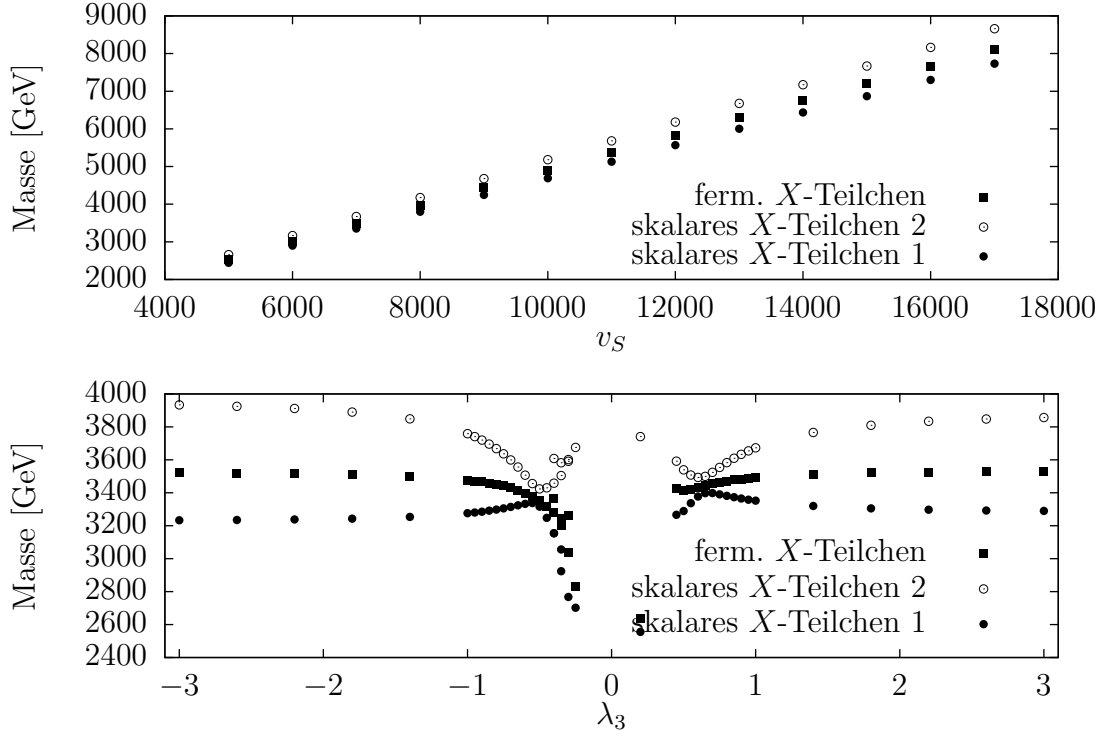 9000
8000
7000
6000
5000
4000
3000
2000
Masse [GeV]
ferm. X-Teilchen
skalares X-Teilchen 2
skalares X-Teilchen 1
4000 6000 8000 10000 12000 14000 16000 18000
v_S
4000
3800
3600
3400
3200
3000
2800
2600
2400
Masse [GeV]
ferm. X-Teilchen
skalares X-Teilchen 2
skalares X-Teilchen 1
−3 −2 −1 0 1 2 3
λ_3